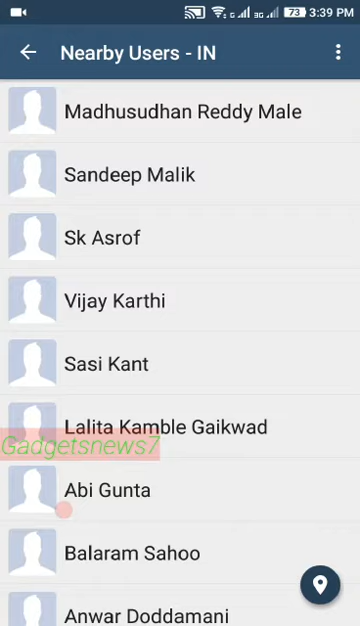 73 3:39 PM
Nearby Users - IN
Madhusudhan Reddy Male
Sandeep Malik
Sk Asrof
Vijay Karthi
Sasi Kant
Lalita Kamble Gaikwad
Gadgetsnews7
Abi Gunta
Balaram Sahoo
Anwar Doddamani